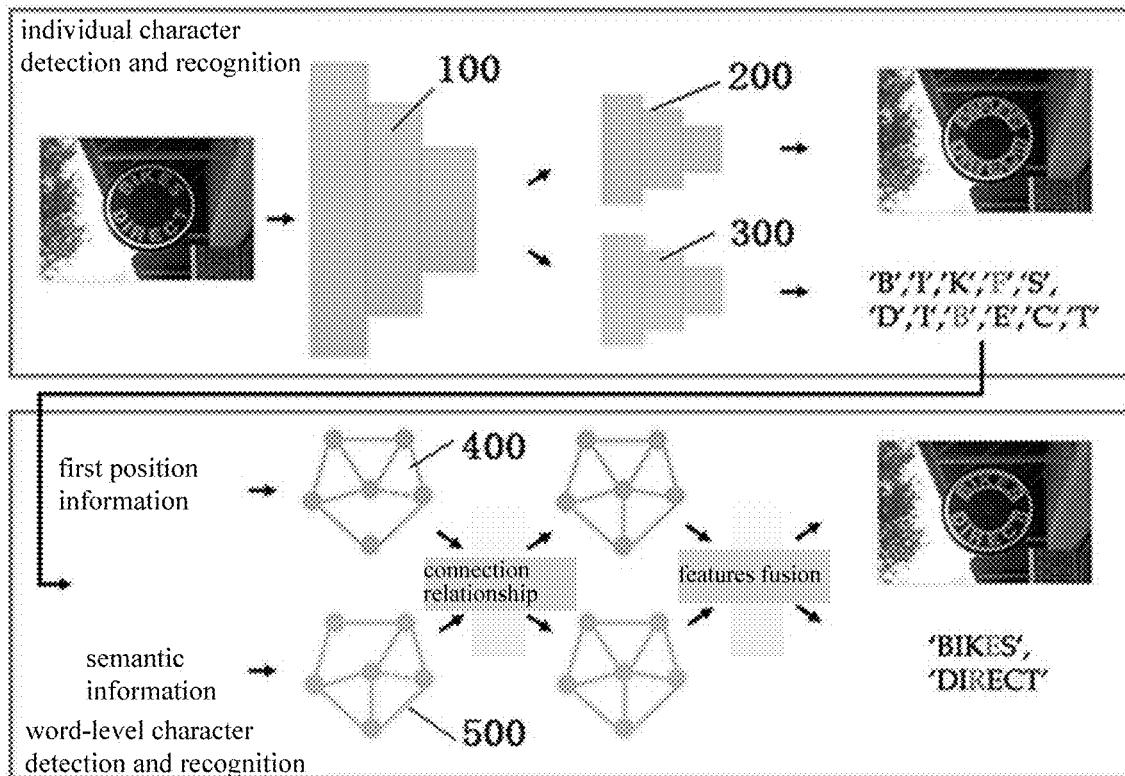 individual character
detection and recognition
100
200
300
'B','I','K','F','S',
'D','I','B','E','C','T'
first position
information
400
connection
relationship
features fusion
semantic
information
500
'BIKES',
'DIRECT'
word-level character
detection and recognition